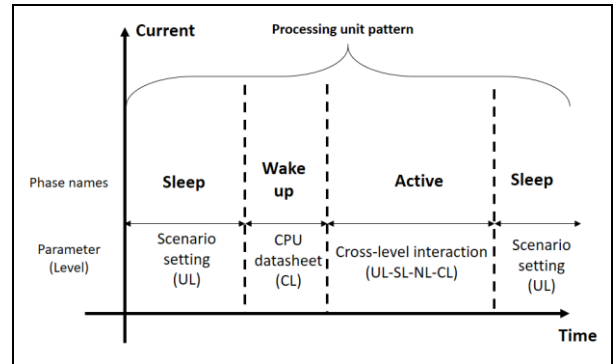 Current
Processing unit pattern
Phase names
Sleep
Wake
up
Active
Sleep
Parameter
(Level)
Scenario
setting
(UL)
CPU
datasheet
(CL)
Cross-level interaction
(UL-SL-NL-CL)
Scenario
setting
(UL)
Time